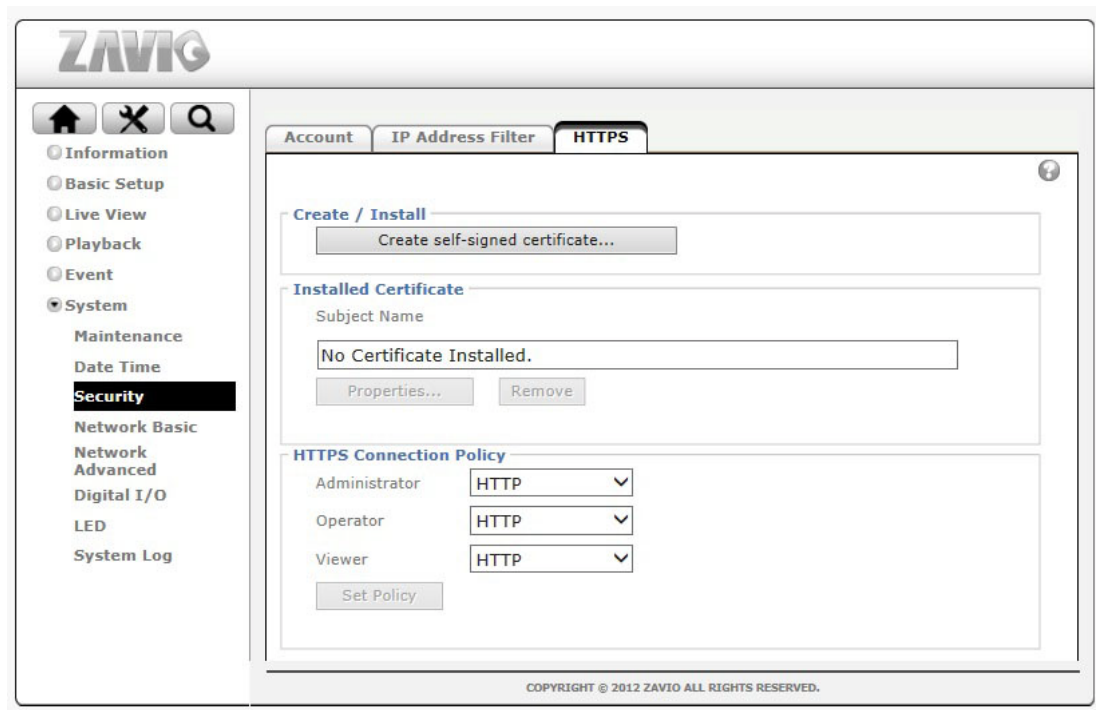 ZAVIO
Account IP Address Filter HTTPS
Information
Basic Setup
Live View
Playback
Event
System
Maintenance
Date Time
Security
Network Basic
Network
Advanced
Digital I/O
LED
System Log
Create / Install
Create self-signed certificate...
Installed Certificate
Subject Name
No Certificate Installed.
Properties... Remove
HTTPS Connection Policy
Administrator HTTP
Operator HTTP
Viewer HTTP
Set Policy
COPYRIGHT © 2012 ZAVIO ALL RIGHTS RESERVED.